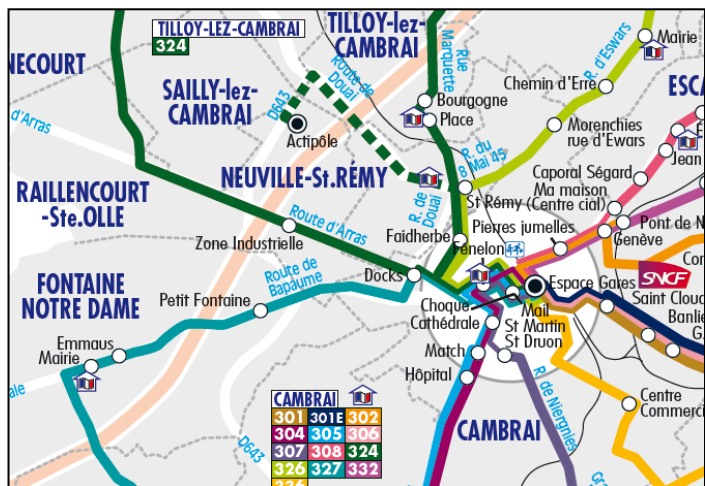 TILLOY-LEZ-CAMBRAI
324
TILLOY-lez-
CAMBRAI
Rue
Marquette
R. d'Eswars
Mairie
NECOURT
SAILLY-lez-
CAMBRAI
Route de
Douai
D643
Chemin d'Erre
ESCA
Bourgogne
Place
d'Arras
Actipôle
Morenchies
rue d'Ewars
R. du
8 Mai 45
Jean
NEUVILLE-St.RÉMY
Caporal Ségard
Ma maison
St Rémy (Centre cial)
RAILLENCOURT
-Ste.OLLE
R. de
Douai
Route d'Arras
Pierres jumelles
Pont de N
Faidherbe
Genève
Zone Industrielle
Fénelon
Con
FONTAINE
NOTRE DAME
Route de
Bapaume
Docks
Espace Gares
SNCF
Petit Fontaine
Choque
Cathédrale
Mail
St Martin
St Druon
Saint Cloud
Banlie
G.
Emmaus
Mairie
Match
Hôpital
R. de Niergnies
CAMBRAI
301 301E 302
304 305 306
307 308 324
326 327 332
336
CAMBRAI
Centre
Commerci
D643